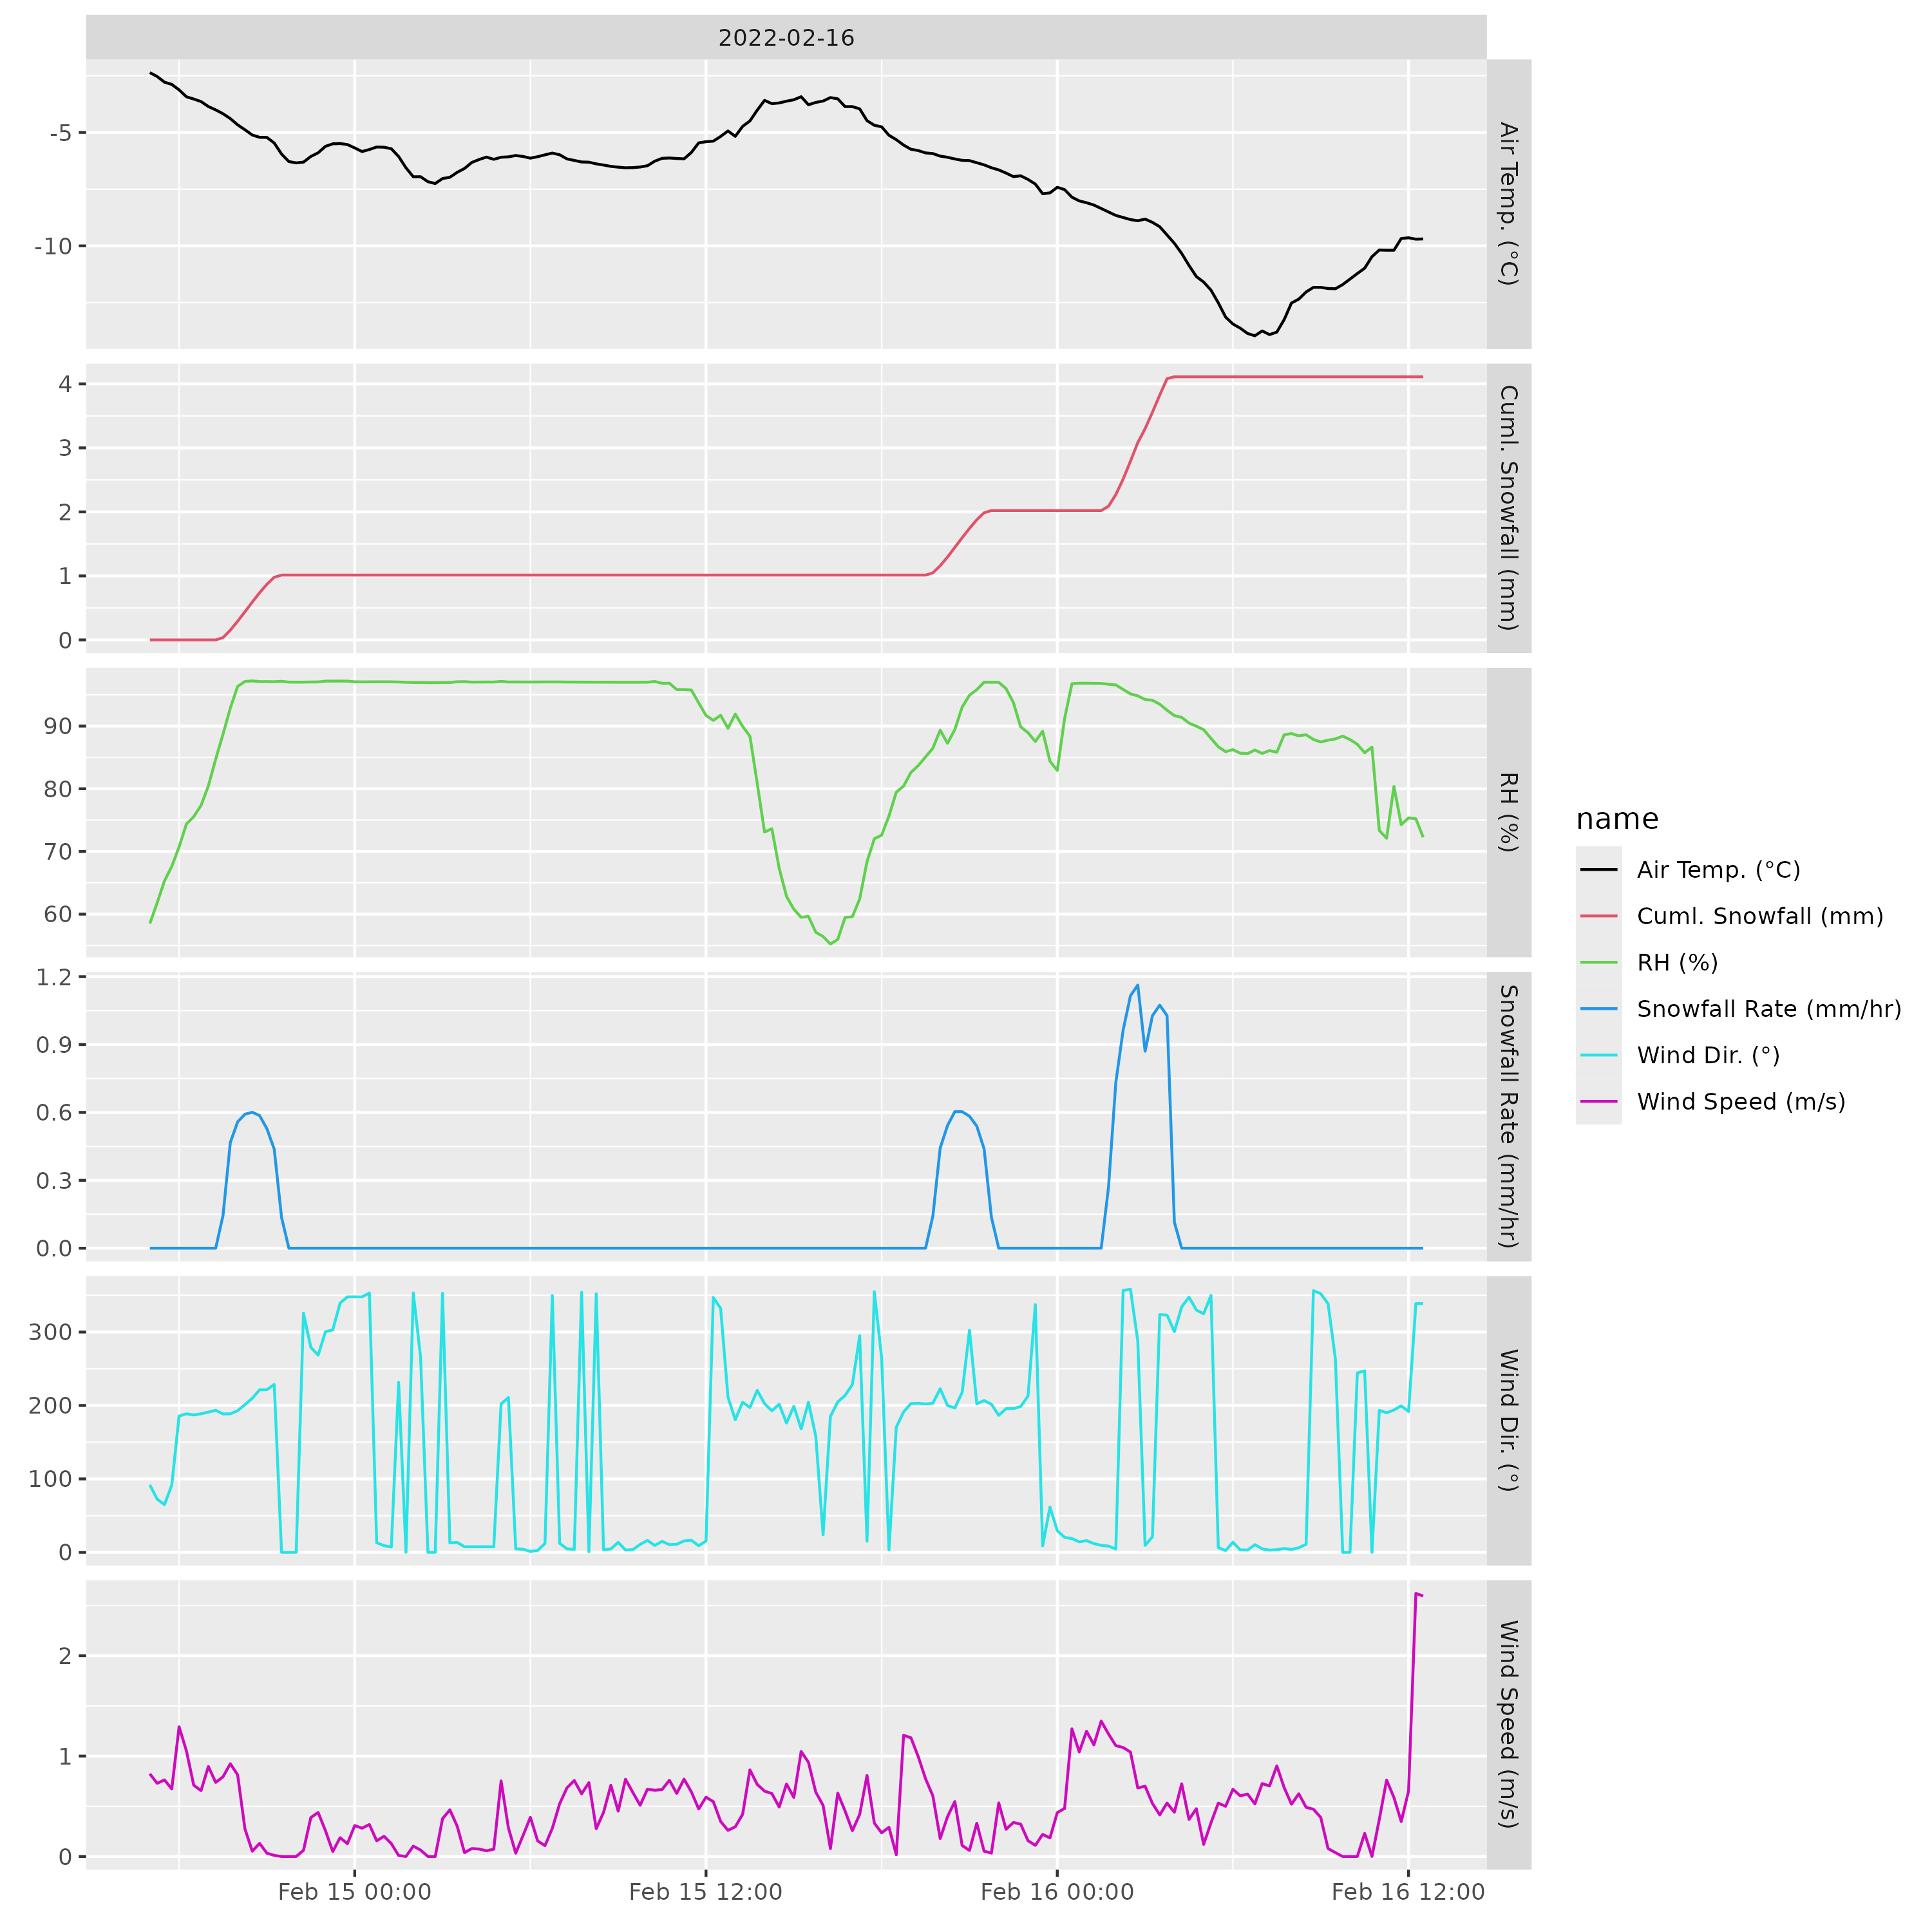 2022-02-16
-5
-10
Air Temp. (°C)
4
3
2
1
0
Cuml. Snowfall (mm)
90
80
70
60
RH (%)
1.2
0.9
0.6
0.3
0.0
Snowfall Rate (mm/hr)
300
200
100
0
Wind Dir. (°)
2
1
0
Wind Speed (m/s)
Feb 15 00:00
Feb 15 12:00
Feb 16 00:00
Feb 16 12:00
name
Air Temp. (°C)
Cuml. Snowfall (mm)
RH (%)
Snowfall Rate (mm/hr)
Wind Dir. (°)
Wind Speed (m/s)